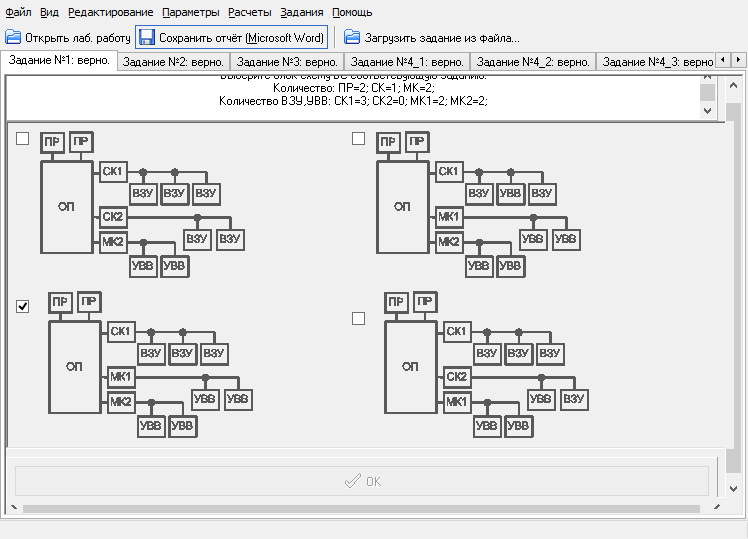 Файл Вид Редактирование Параметры Расчеты Задания Помощь
Открыть лаб. работу Сохранить отчёт (Microsoft Word) Загрузить задание из файла...
Задание №1: верно. Задание №2: верно. Задание №3: верно. Задание №4_1: верно. Задание №4_2: верно. Задание №4_3: верно.
Количество: ПР=2; СК=1; МК=2;
Количество ВЗУ,УВВ: СК1=3; СК2=0; МК1=2; МК2=2;
ПР ПР
ОП
СК1
ВЗУ ВЗУ ВЗУ
СК2
ВЗУ ВЗУ
МК2
УВВ УВВ
ПР ПР
ОП
СК1
ВЗУ УВВ ВЗУ
МК1
УВВ УВВ
МК2
УВВ УВВ
ПР ПР
ОП
СК1
ВЗУ ВЗУ ВЗУ
МК1
УВВ УВВ
МК2
УВВ УВВ
ПР ПР
ОП
СК1
ВЗУ ВЗУ ВЗУ
СК2
УВВ ВЗУ
МК1
УВВ УВВ
OK